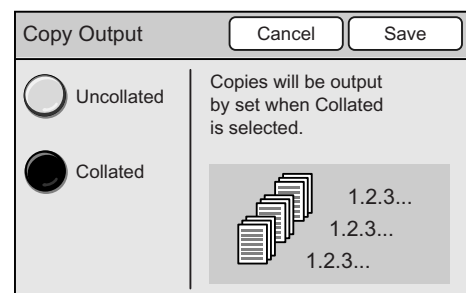 Copy Output
Cancel
Save
Uncollated
Collated
Copies will be output
by set when Collated
is selected.
1.2.3...
1.2.3...
1.2.3...